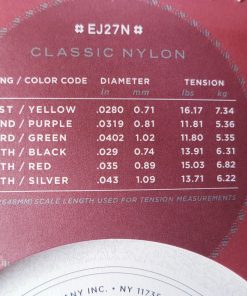 #EJ27N
CLASSIC NYLON
NG / COLOR CODE DIAMETER TENSION
in mm lbs kg
ST / YELLOW .0280 0.71 16.17 7.34
ND / PURPLE .0319 0.81 11.81 5.36
RD / GREEN .0402 1.02 11.80 5.35
TH / BLACK .029 0.74 13.91 6.31
TH / RED .035 0.89 15.03 6.82
TH / SILVER .043 1.09 13.71 6.22
(648MM) SCALE LENGTH USED FOR TENSION MEASUREMENTS
ANY INC. • NY 11735